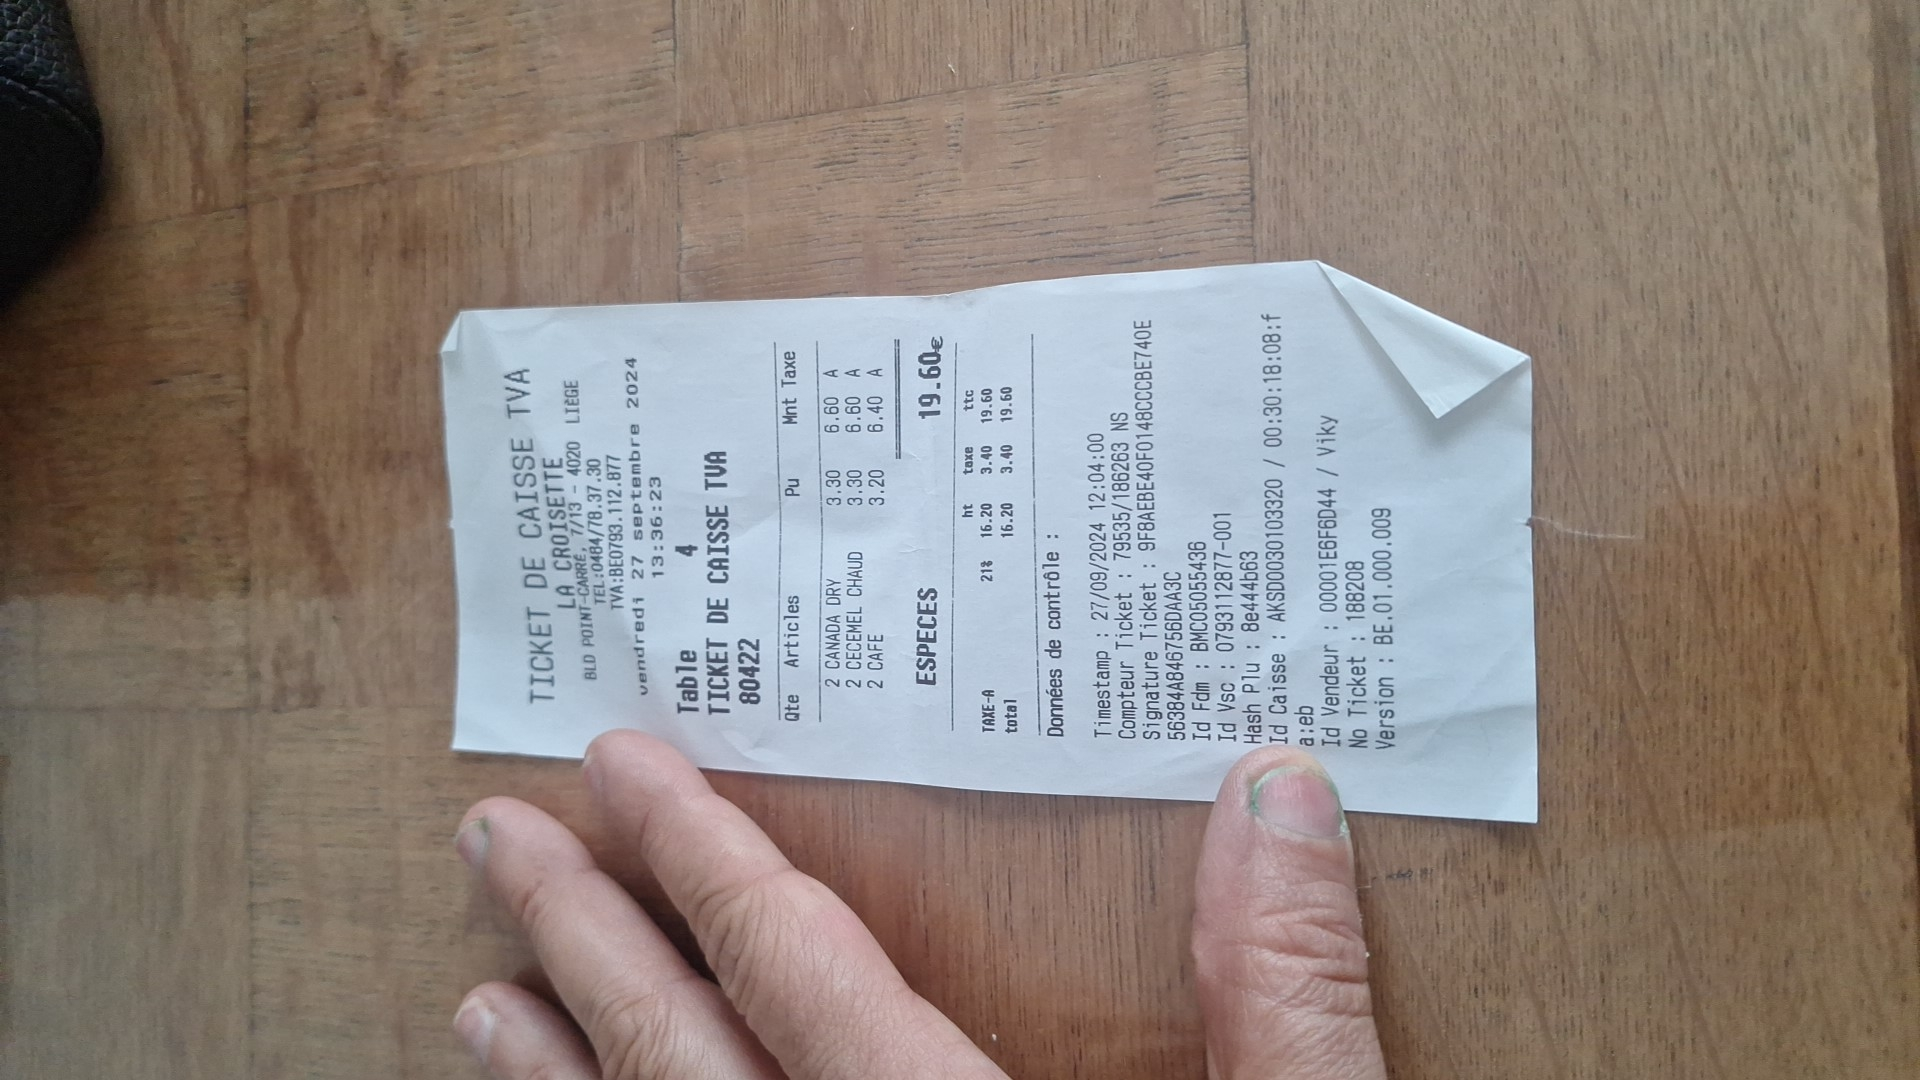 TICKET DE CAISSE TVA
LA CROISETTE
BLD POINT-CARRÉ, 7/13 - 4020 LIEGE
TEL:0484/78.37.30
TVA:BE0793.112.877
vendredi 27 septembre 2024
13:36:23
Table 4
TICKET DE CAISSE TVA
80422
Qte Articles Pu Mnt Taxe
2 CANADA DRY 3.30 6.60 A
2 CECEMEL CHAUD 3.30 6.60 A
2 CAFE 3.20 6.40 A
ESPECES 19.60€
ht taxe ttc
TAXE-A 21% 16.20 3.40 19.60
total 16.20 3.40 19.60
Données de contrôle :
Timestamp : 27/09/2024 12:04:00
Compteur Ticket : 79535/186263 NS
Signature Ticket : 9F8AEBE40F0148CCCBE740E
56384A846756DAA3C
Id Fdm : BMC05055436
Id Vsc : 0793112877-001
Hash Plu : 8e44b63
Id Caisse : AKSD00301003320 / 00:30:18:08:f
a:eb
Id Vendeur : 00001E6F6D44 / Viky
No Ticket : 188208
Version : BE.01.000.009